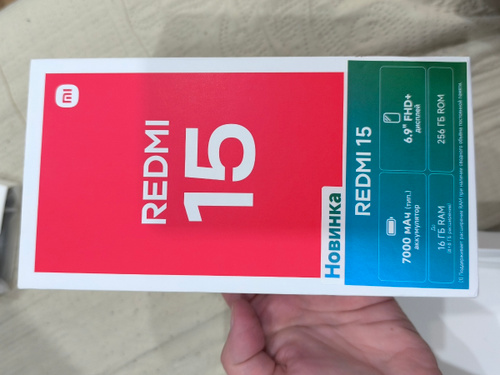 mi
REDMI
15
Новинка
REDMI 15
7000 мАч (тип.)
аккумулятор
6.9" FHD+
дисплей
До
16 ГБ RAM
256 ГБ ROM